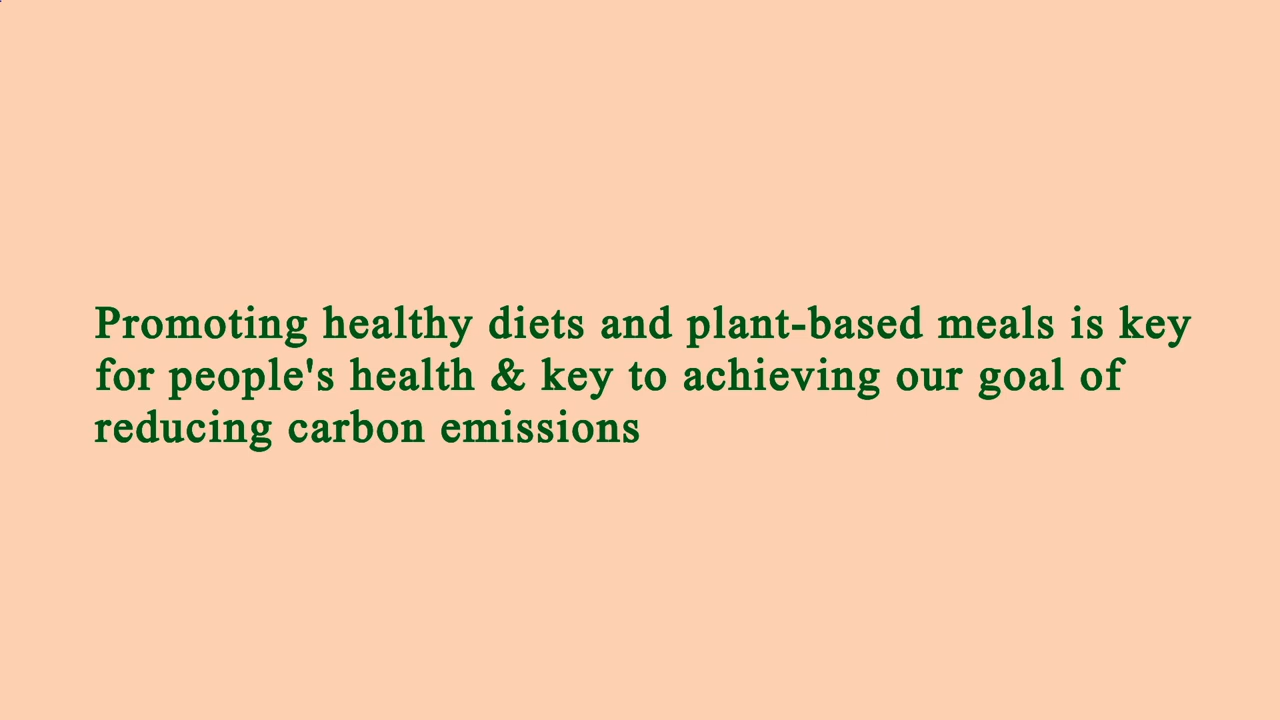 Promoting healthy diets and plant-based meals is key
for people's health & key to achieving our goal of
reducing carbon emissions